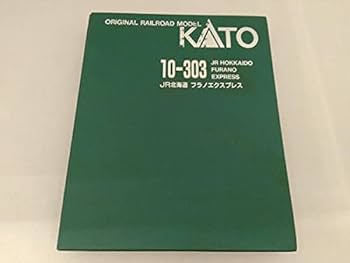 ORIGINAL RAILROAD MODEL
KATO
10-303
JR HOKKAIDO
FURANO
EXPRESS
JR北海道 フラノエクスプレス